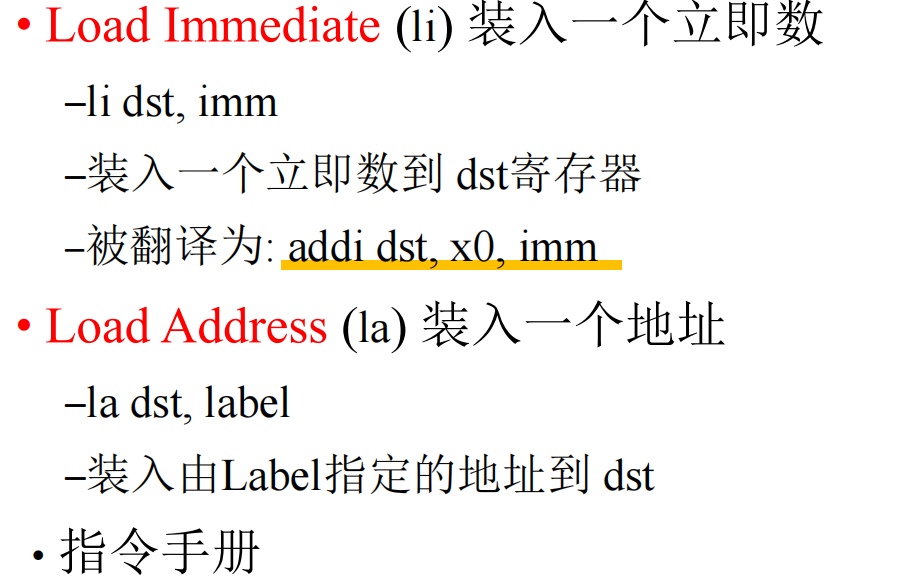 • Load Immediate (li) 装入一个立即数
–li dst, imm
–装入一个立即数到 dst寄存器
–被翻译为: addi dst, x0, imm
• Load Address (la) 装入一个地址
–la dst, label
–装入由Label指定的地址到 dst
• 指令手册